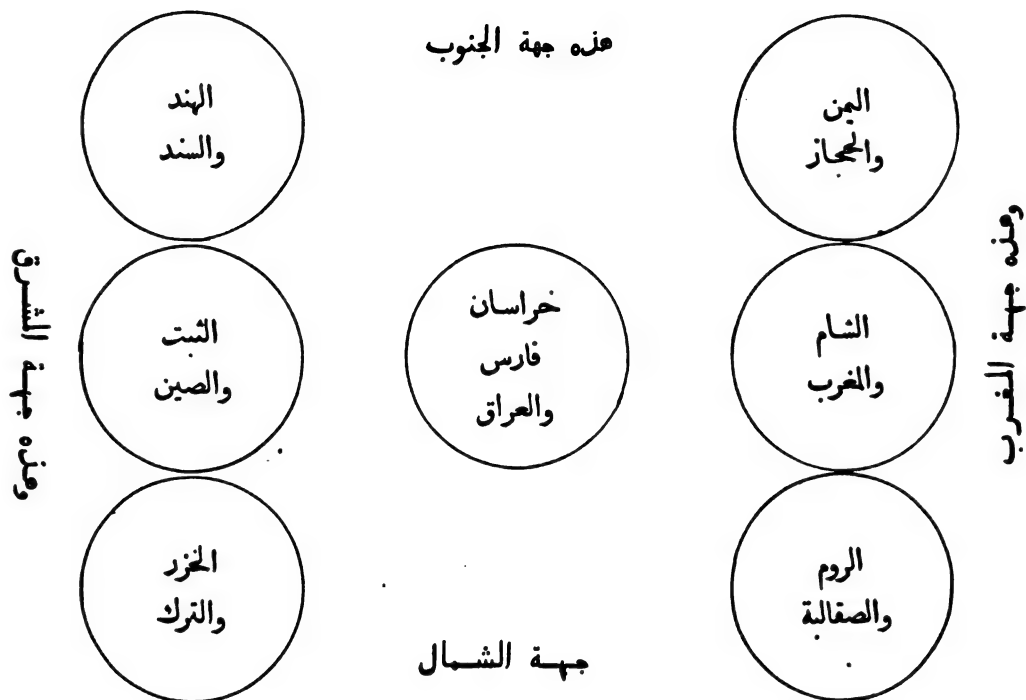 هذه جهة الجنوب
اليمن
والحجاز
الهند
والسند
وهذه جهة المغرب
الشام
والمغرب
خراسان
فارس
والعراق
التبت
والصين
وهذه جهة الشرق
الروم
والصقالبة
الخزر
والترك
جهة الشمال